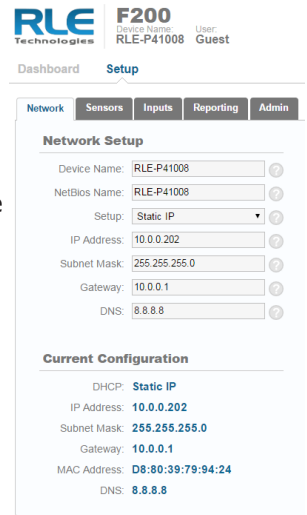 RLE
Technologies
F200
Device Name: User:
RLE-P41008 Guest
Dashboard Setup
Network Sensors Inputs Reporting Admin
Network Setup
Device Name: RLE-P41008
NetBios Name: RLE-P41008
Setup: Static IP
IP Address: 10.0.0.202
Subnet Mask: 255.255.255.0
Gateway: 10.0.0.1
DNS: 8.8.8.8
Current Configuration
DHCP: Static IP
IP Address: 10.0.0.202
Subnet Mask: 255.255.255.0
Gateway: 10.0.0.1
MAC Address: D8:80:39:79:94:24
DNS: 8.8.8.8